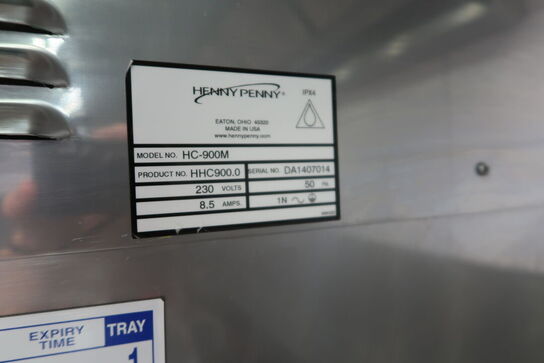 HENNY PENNY®
IPX4
EATON, OHIO 45320
MADE IN USA
www.hennypenny.com
MODEL NO. HC-900M
PRODUCT NO. HHC900.0 SERIAL NO. DA1407014
230 VOLTS 50 Hz.
8.5 AMPS. 1N
EXPIRY TIME TRAY
1